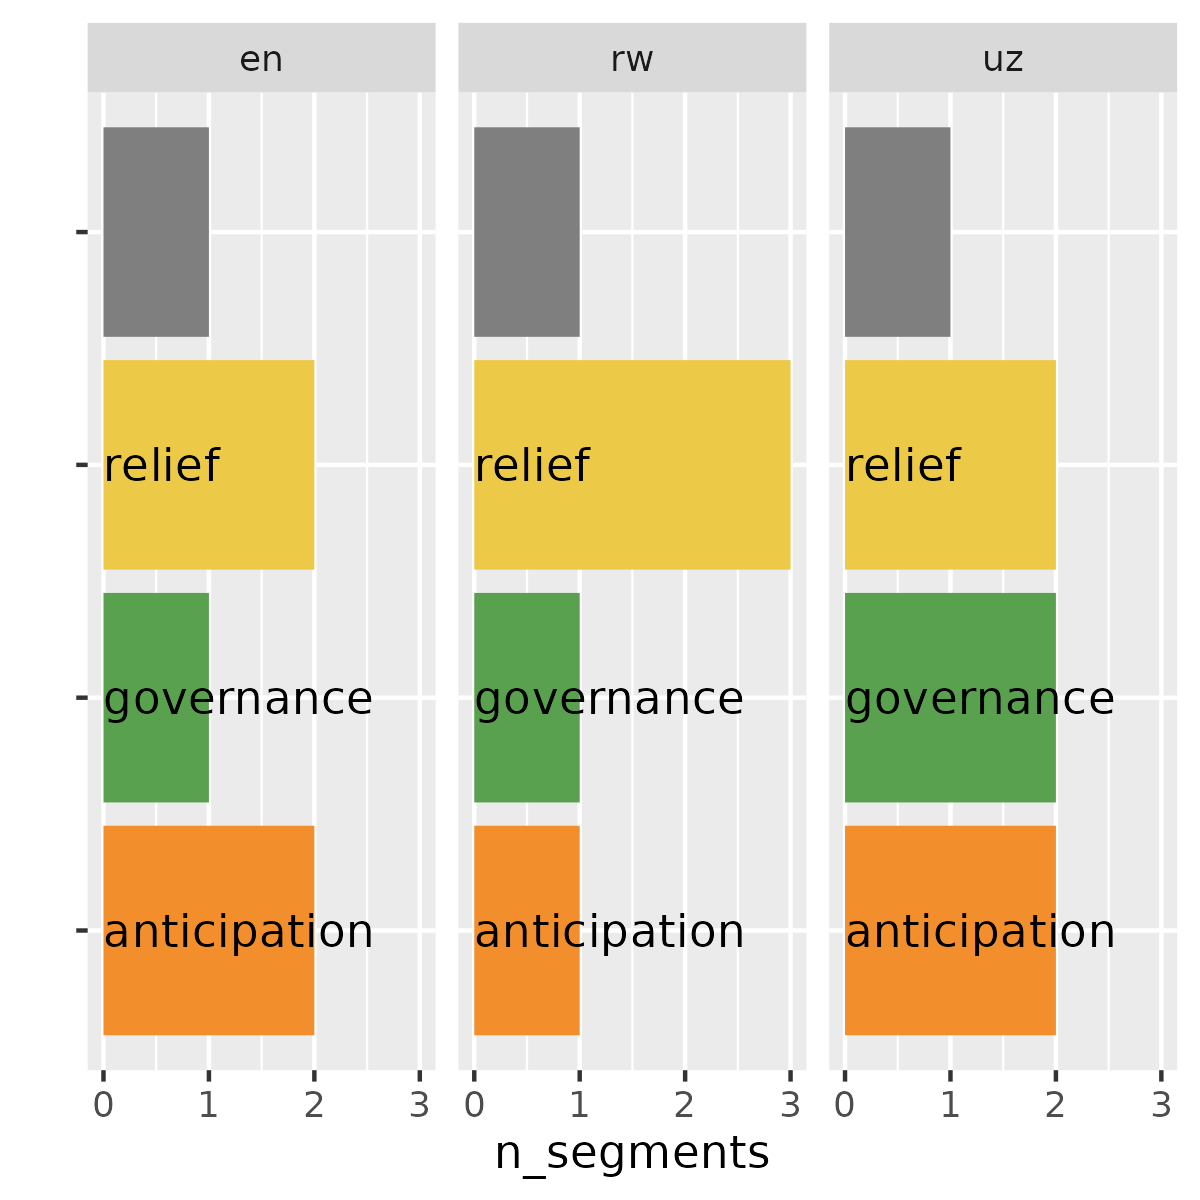 en rw uz
relief relief relief
governance governance governance
anticipation anticipation anticipation
0 1 2 3 0 1 2 3 0 1 2 3
n_segments